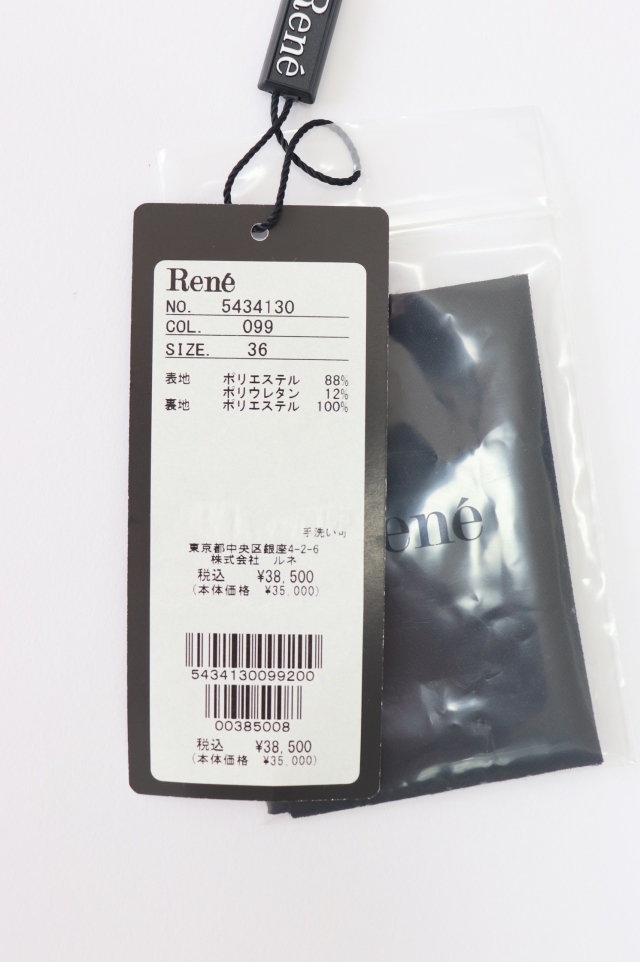 René
René
NO. 5434130
COL. 099
SIZE. 36
表地 ポリエステル 88%
ポリウレタン 12%
裏地 ポリエステル 100%
手洗い可
東京都中央区銀座4-2-6
株式会社 ルネ
税込 ¥38,500
(本体価格 ¥35,000)
5434130099200
00385008
税込 ¥38,500
(本体価格 ¥35,000)
ené